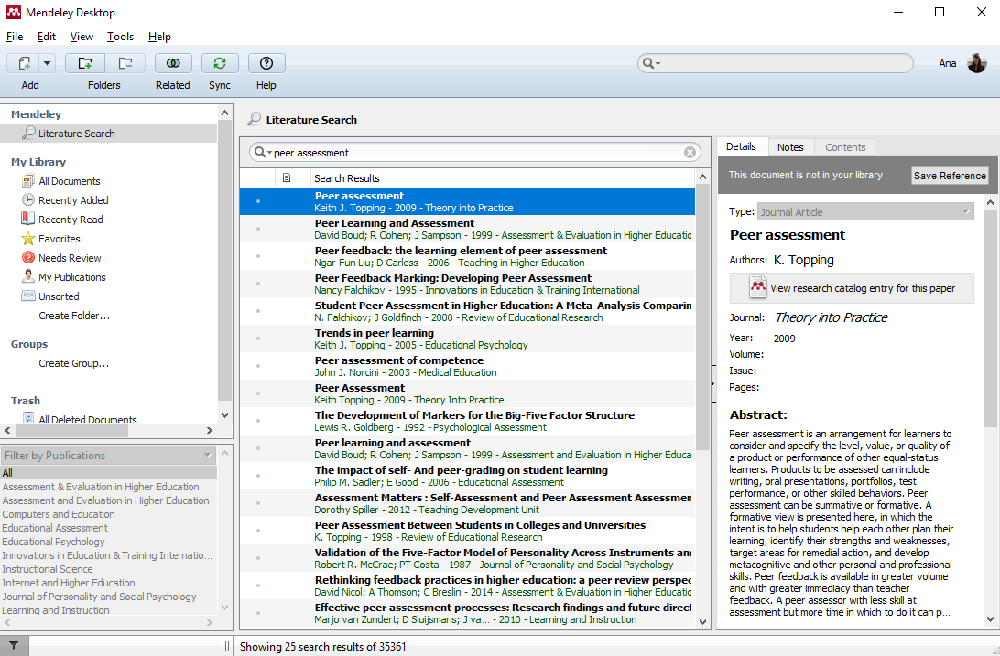 Mendeley Desktop
File Edit View Tools Help
Add Folders Related Sync Help
Ana
Mendeley
Literature Search
My Library
All Documents
Recently Added
Recently Read
Favorites
Needs Review
My Publications
Unsorted
Create Folder...
Groups
Create Group...
Trash
All Deleted Documents
Filter by Publications
All
Assessment & Evaluation in Higher Education
Assessment and Evaluation in Higher Education
Computers and Education
Educational Assessment
Educational Psychology
Innovations in Education & Training Internatio...
Instructional Science
Internet and Higher Education
Journal of Personality and Social Psychology
Learning and Instruction
Literature Search
peer assessment
Search Results
Peer assessment
Keith J. Topping - 2009 - Theory into Practice
Peer Learning and Assessment
David Boud; R Cohen; J Sampson - 1999 - Assessment & Evaluation in Higher Educatio
Peer feedback: the learning element of peer assessment
Ngar-Fun Liu; D Carless - 2006 - Teaching in Higher Education
Peer Feedback Marking: Developing Peer Assessment
Nancy Falchikov - 1995 - Innovations in Education & Training International
Student Peer Assessment in Higher Education: A Meta-Analysis Comparin
N. Falchikov; J Goldfinch - 2000 - Review of Educational Research
Trends in peer learning
Keith J. Topping - 2005 - Educational Psychology
Peer assessment of competence
John J. Norcini - 2003 - Medical Education
Peer Assessment
Keith Topping - 2009 - Theory Into Practice
The Development of Markers for the Big-Five Factor Structure
Lewis R. Goldberg - 1992 - Psychological Assessment
Peer learning and assessment
David Boud; R Cohen; J Sampson - 1999 - Assessment and Evaluation in Higher Educa
The impact of self- And peer-grading on student learning
Philip M. Sadler; E Good - 2006 - Educational Assessment
Assessment Matters : Self-Assessment and Peer Assessment Assessmen
Dorothy Spiller - 2012 - Teaching Development Unit
Peer Assessment Between Students in Colleges and Universities
K. Topping - 1998 - Review of Educational Research
Validation of the Five-Factor Model of Personality Across Instruments an
Robert R. McCrae; PT Costa - 1987 - Journal of Personality and Social Psychology
Rethinking feedback practices in higher education: a peer review perspec
David Nicol; A Thomson; C Breslin - 2014 - Assessment & Evaluation in Higher Educatio
Effective peer assessment processes: Research findings and future direct
Marjo van Zundert; D Sluijsmans; J va... - 2010 - Learning and Instruction
Details Notes Contents
This document is not in your library Save Reference
Type: Journal Article
Peer assessment
Authors: K. Topping
View research catalog entry for this paper
Journal: Theory into Practice
Year: 2009
Volume:
Issue:
Pages:
Abstract:
Peer assessment is an arrangement for learners to
consider and specify the level, value, or quality of
a product or performance of other equal-status
learners. Products to be assessed can include
writing, oral presentations, portfolios, test
performance, or other skilled behaviors. Peer
assessment can be summative or formative. A
formative view is presented here, in which the
intent is to help students help each other plan their
learning, identify their strengths and weaknesses,
target areas for remedial action, and develop
metacognitive and other personal and professional
skills. Peer feedback is available in greater volume
and with greater immediacy than teacher
feedback. A peer assessor with less skill at
assessment but more time in which to do it can p...
Showing 25 search results of 35361